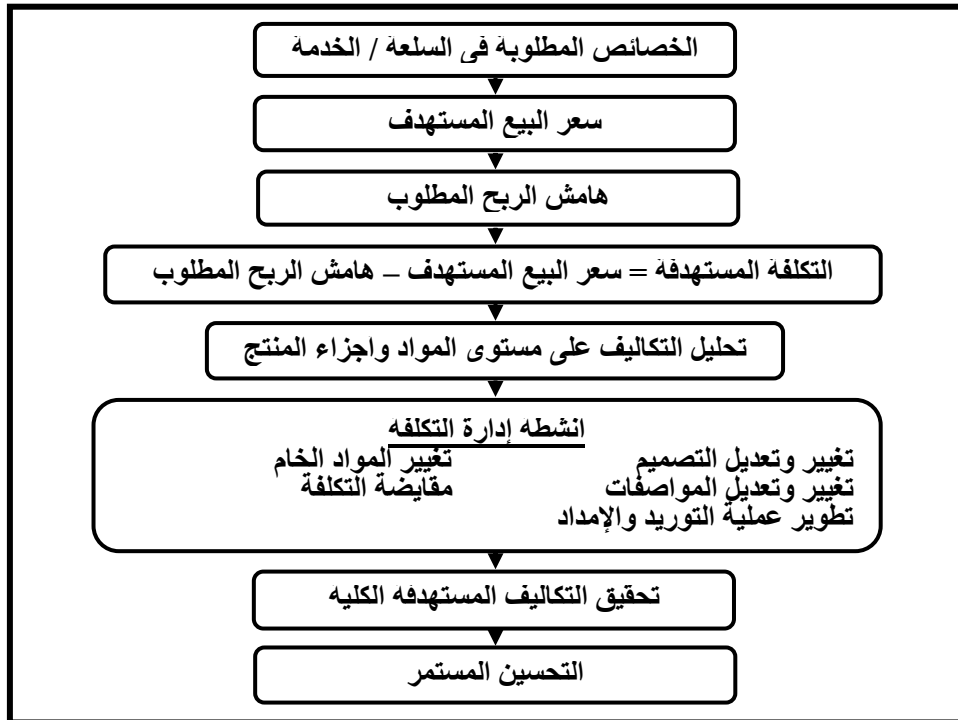 الخصائص المطلوبة فى السلعة / الخدمة
سعر البيع المستهدف
هامش الربح المطلوب
التكلفة المستهدفة = سعر البيع المستهدف – هامش الربح المطلوب
تحليل التكاليف على مستوى المواد واجزاء المنتج
انشطه إدارة التكلفه
تغيير وتعديل التصميم تغيير المواد الخام
تغيير وتعديل المواصفات مقايضة التكلفة
تطوير عملية التوريد والإمداد
تحقيق التكاليف المستهدفه الكليه
التحسين المستمر